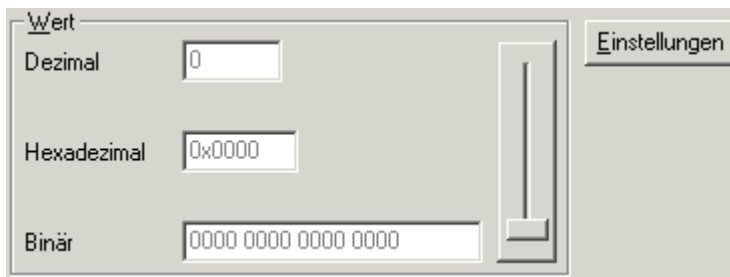 Wert
Einstellungen
Dezimal
0
Hexadezimal
0x0000
Binär
0000 0000 0000 0000